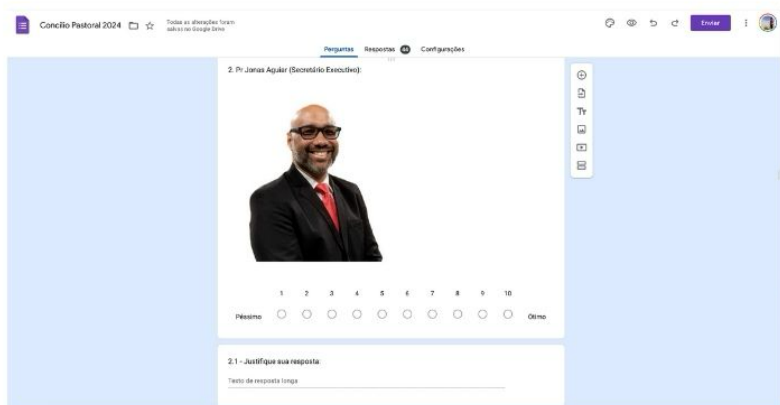 Concílio Pastoral 2024
Todas as alterações foram
salvas no Google Drive
Enviar
Perguntas Respostas 44 Configurações
2. Pr Jonas Aguiar (Secretário Executivo):
Tт
1 2 3 4 5 6 7 8 9 10
Péssimo Ótimo
2.1 - Justifique sua resposta:
Texto de resposta longa